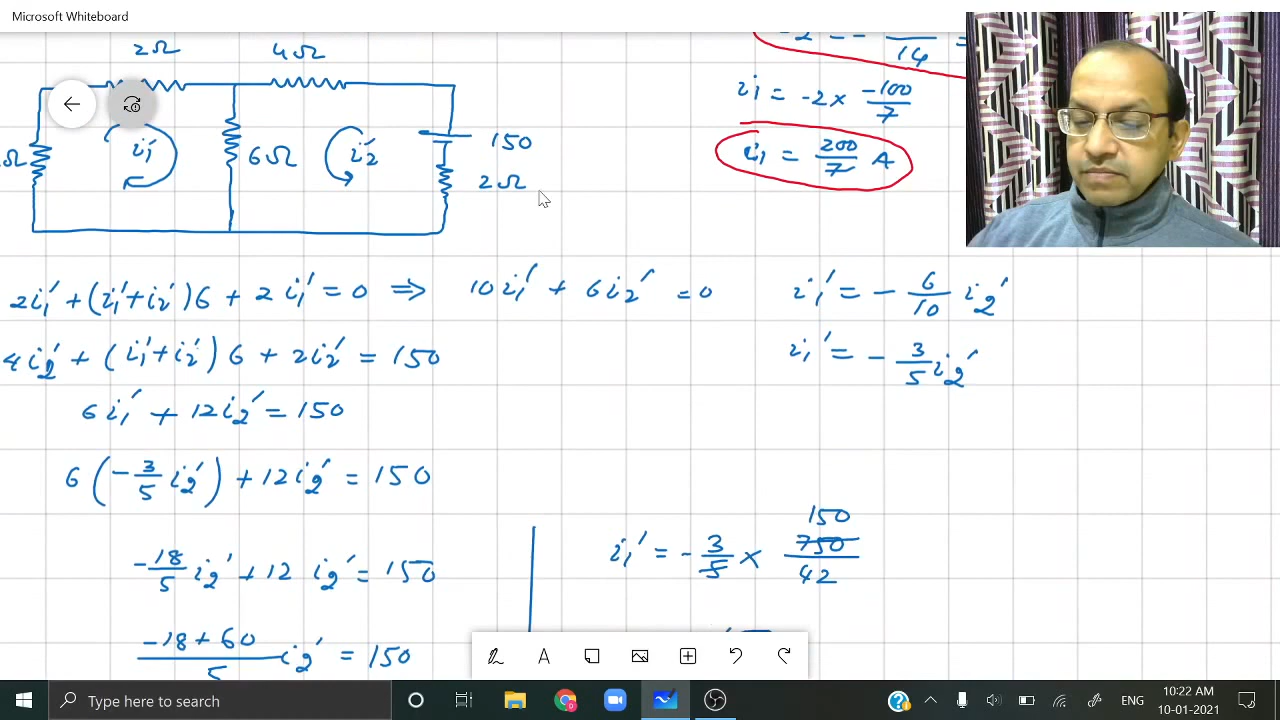 Microsoft Whiteboard
2Ω
4Ω
Ω
i₁'
6Ω
i₂'
150
2Ω
14
i₁ = -2 × -100/7
i₁ = 200/7 A
2i₁' + (i₁'+i₂')6 + 2i₁' = 0 ⇒ 10i₁' + 6i₂' = 0
i₁' = - 6/10 i₂'
4i₂' + (i₁'+i₂')6 + 2i₂' = 150
i₁' = - 3/5 i₂'
6i₁' + 12i₂' = 150
6(-3/5 i₂') + 12i₂' = 150
-18/5 i₂' + 12 i₂' = 150
i₁' = - 3/5 × 750/42
150
-18+60/5 i₂' = 150
Type here to search
ENG
10:22 AM
10-01-2021